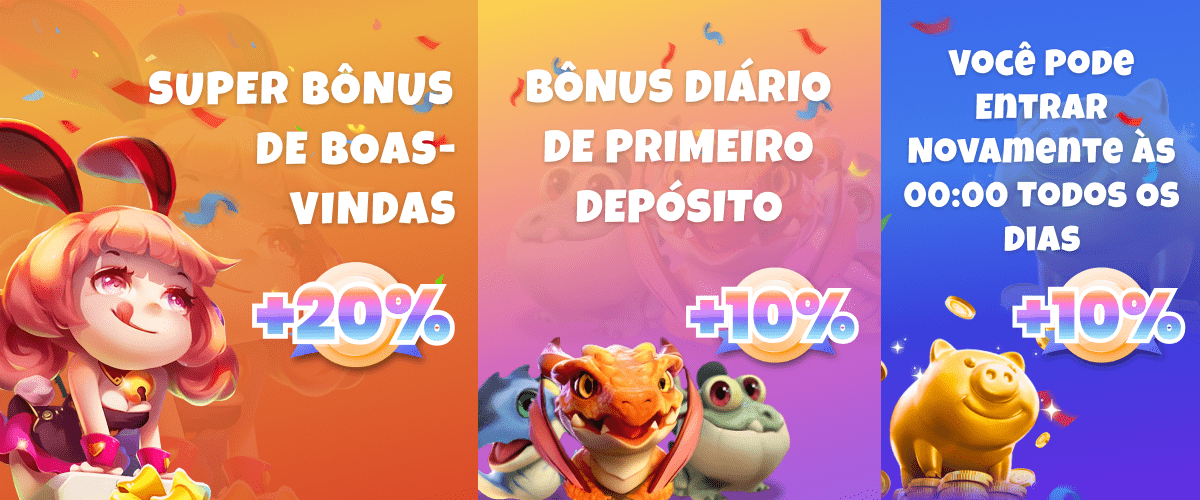 SUPER BÔNUS
DE BOAS-
VINDAS
+20%
BÔNUS DIÁRIO
DE PRIMEIRO
DEPÓSITO
+10%
VOCÊ PODE
ENTRAR
NOVAMENTE ÀS
00:00 TODOS OS
DIAS
+10%